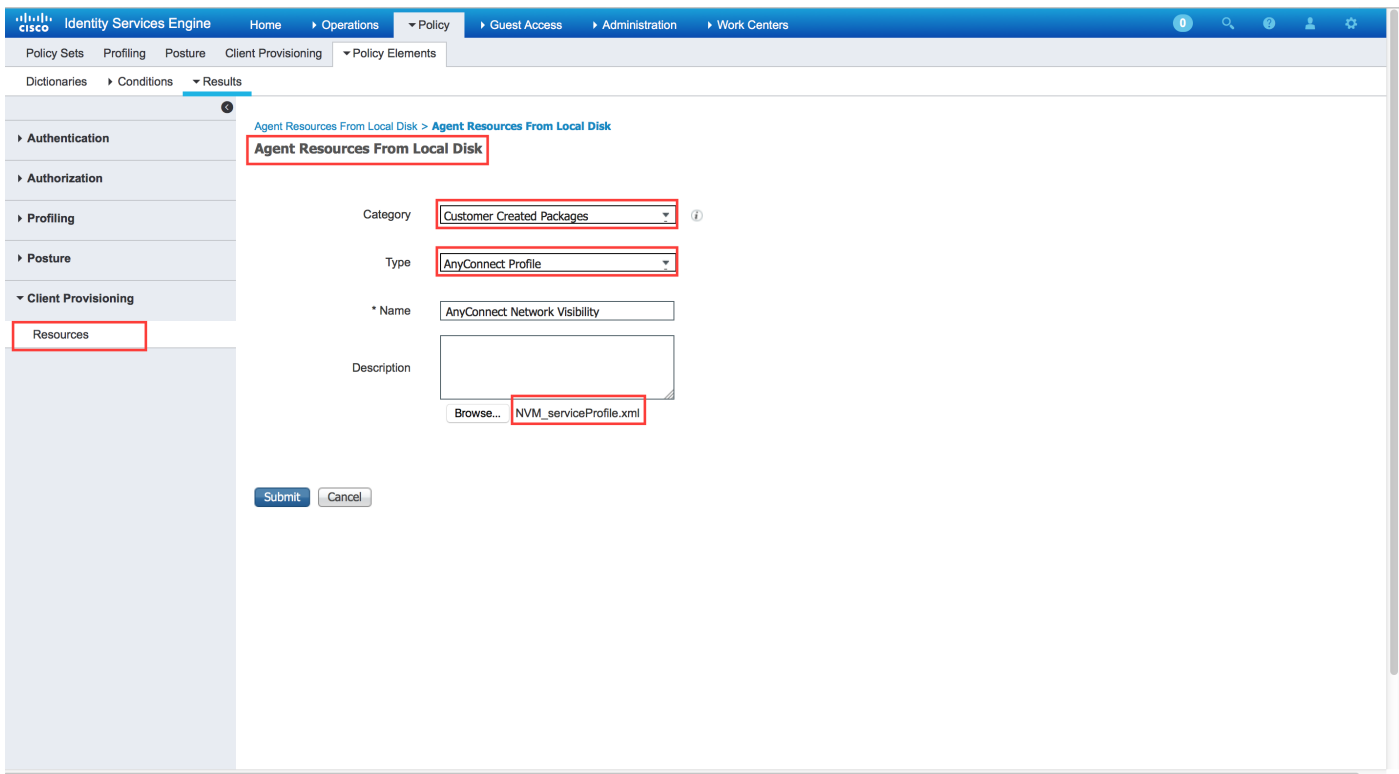 cisco Identity Services Engine Home Operations Policy Guest Access Administration Work Centers 0
Policy Sets Profiling Posture Client Provisioning Policy Elements
Dictionaries Conditions Results
Authentication
Authorization
Profiling
Posture
Client Provisioning
Resources
Agent Resources From Local Disk > Agent Resources From Local Disk
Agent Resources From Local Disk
Category Customer Created Packages
Type AnyConnect Profile
* Name AnyConnect Network Visibility
Description
Browse... NVM_serviceProfile.xml
Submit Cancel